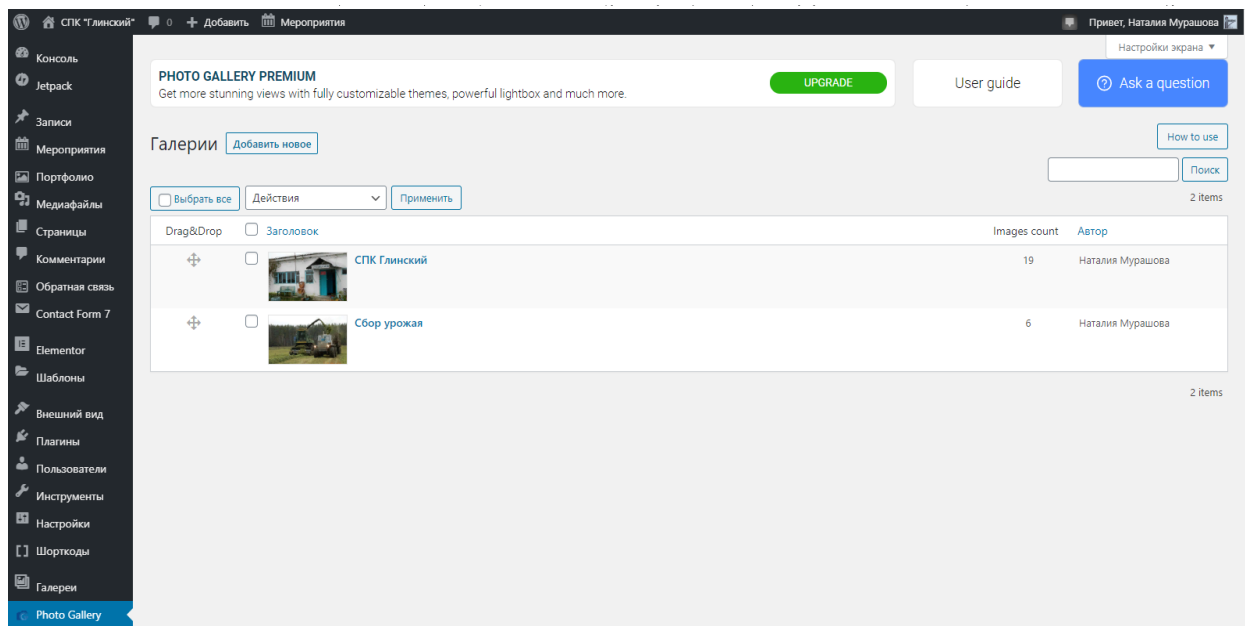 СПК "Глинский" 0 Добавить Мероприятия Привет, Наталия Мурашова
Настройки экрана ▼
Консоль
Jetpack
Записи
Мероприятия
Портфолио
Медиафайлы
Страницы
Комментарии
Обратная связь
Contact Form 7
Elementor
Шаблоны
Внешний вид
Плагины
Пользователи
Инструменты
Настройки
Шорткоды
Галереи
Photo Gallery
PHOTO GALLERY PREMIUM
Get more stunning views with fully customizable themes, powerful lightbox and much more.
UPGRADE
User guide
Ask a question
Галерии Добавить новое
How to use
Поиск
Выбрать все Действия Применить 2 items
Drag&Drop Заголовок Images count Автор
СПК Глинский 19 Наталия Мурашова
Сбор урожая 6 Наталия Мурашова
2 items